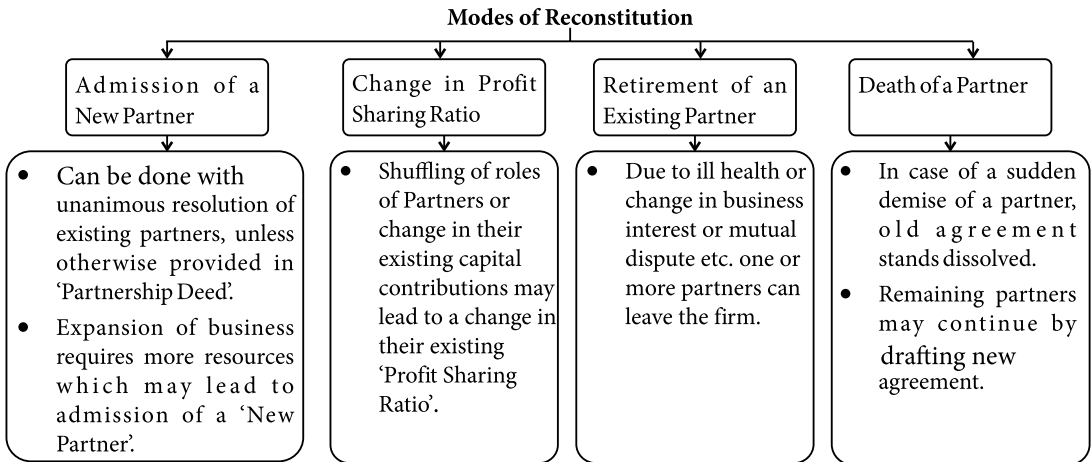 Modes of Reconstitution
Admission of a
New Partner
Change in Profit
Sharing Ratio
Retirement of an
Existing Partner
Death of a Partner
• Can be done with
unanimous resolution of
existing partners, unless
otherwise provided in
‘Partnership Deed’.
• Expansion of business
requires more resources
which may lead to
admission of a ‘New
Partner’.
• Shuffling of roles
of Partners or
change in their
existing capital
contributions may
lead to a change in
their existing
‘Profit Sharing
Ratio’.
• Due to ill health or
change in business
interest or mutual
dispute etc. one or
more partners can
leave the firm.
• In case of a sudden
demise of a partner,
old agreement
stands dissolved.
• Remaining partners
may continue by
drafting new
agreement.